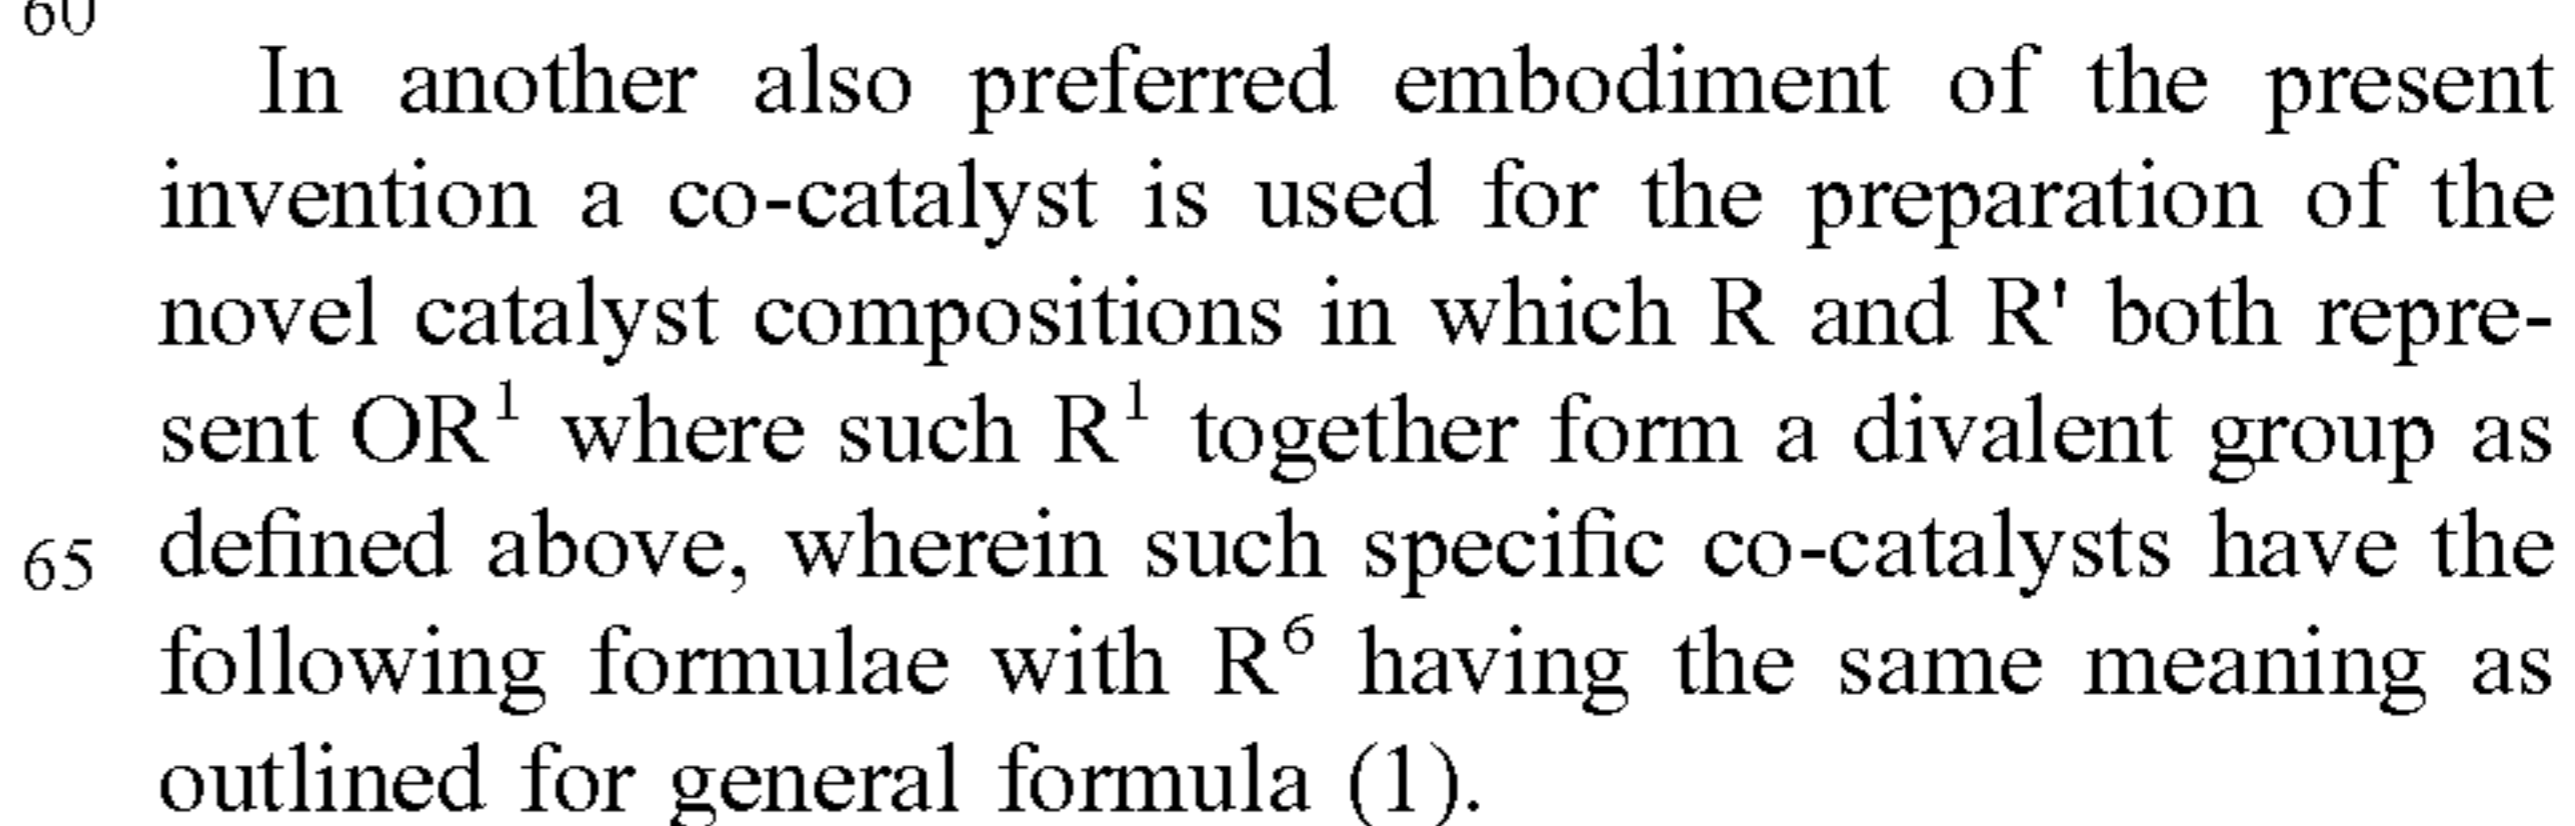 60
In another also preferred embodiment of the present
invention a co-catalyst is used for the preparation of the
novel catalyst compositions in which R and R' both repre-
sent OR¹ where such R¹ together form a divalent group as
65 defined above, wherein such specific co-catalysts have the
following formulae with R⁶ having the same meaning as
outlined for general formula (1).